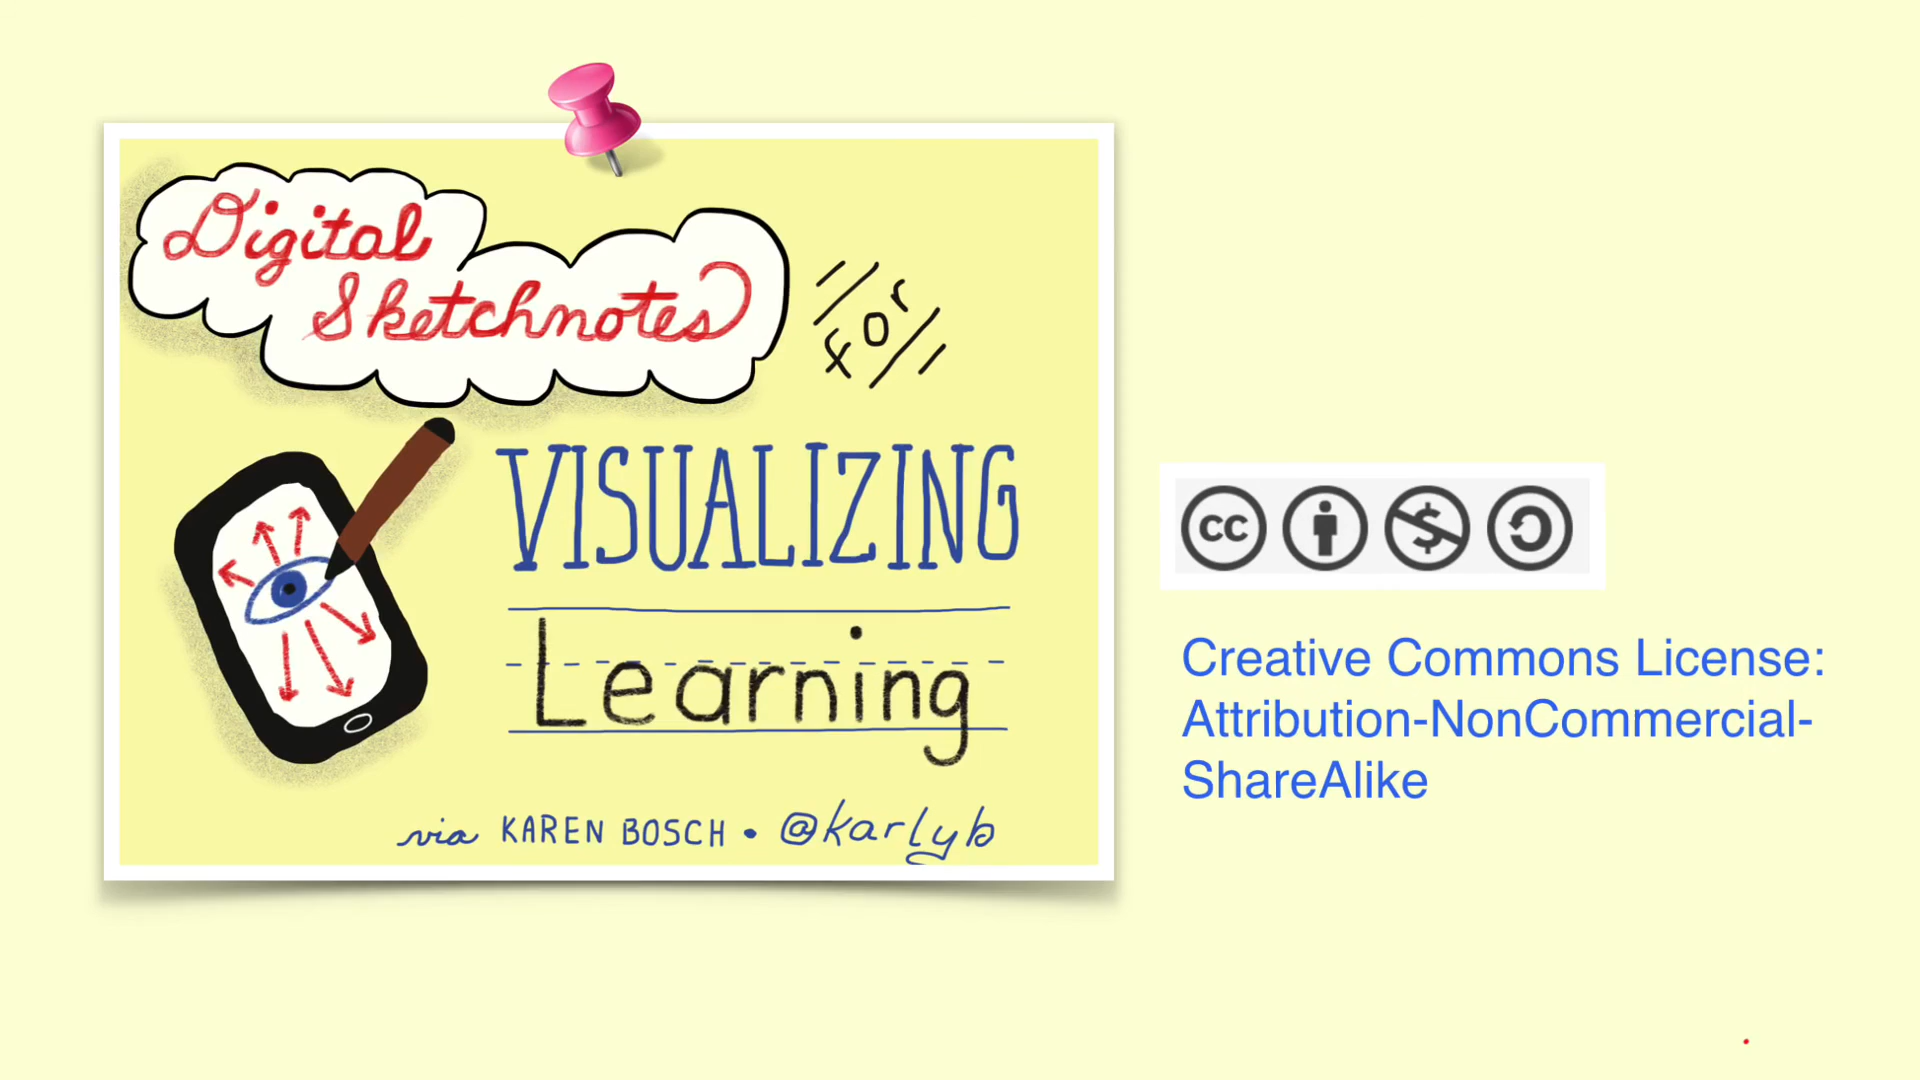 Digital
Sketchnotes
for
VISUALIZING
Learning
via KAREN BOSCH • @karlyb
cc
Creative Commons License:
Attribution-NonCommercial-
ShareAlike